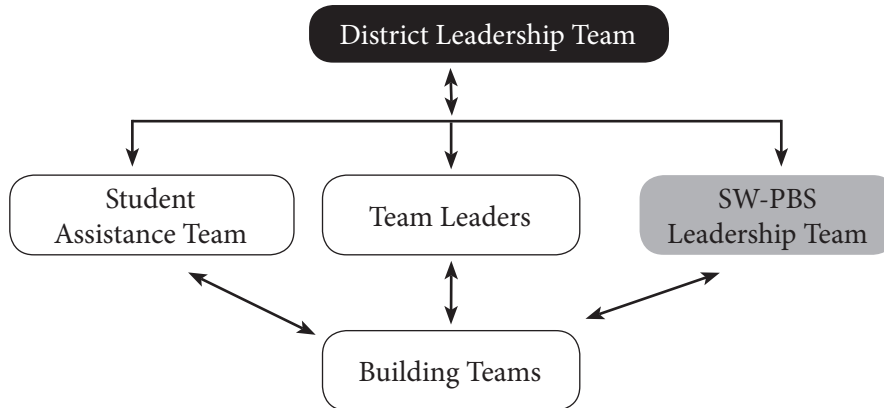 District Leadership Team
Student
Assistance Team
Team Leaders
SW-PBS
Leadership Team
Building Teams